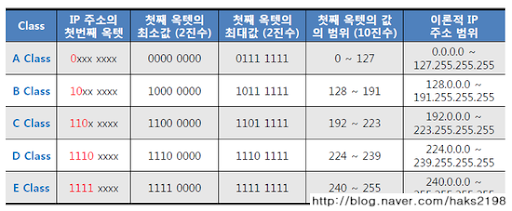 Class IP 주소의 첫번째 옥텟 첫째 옥텟의 최소값 (2진수) 첫째 옥텟의 최대값 (2진수) 첫째 옥텟의 값의 범위 (10진수) 이론적 IP 주소 범위
A Class 0xxx xxxx 0000 0000 0111 1111 0 ~ 127 0.0.0.0 ~ 127.255.255.255
B Class 10xx xxxx 1000 0000 1011 1111 128 ~ 191 128.0.0.0 ~ 191.255.255.255
C Class 110x xxxx 1100 0000 1101 1111 192 ~ 223 192.0.0.0 ~ 223.255.255.255
D Class 1110 xxxx 1110 0000 1110 1111 224 ~ 239 224.0.0.0 ~ 239.255.255.255
E Class 1111 xxxx 1111 0000 1111 1111 240 ~ 255 240.0.0.0 ~
http://blog.naver.com/haks2198